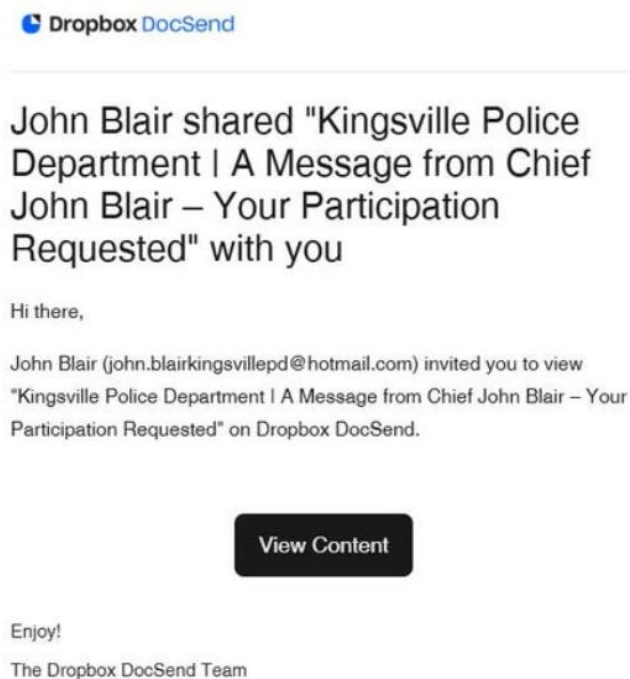 Dropbox DocSend
John Blair shared "Kingsville Police
Department | A Message from Chief
John Blair – Your Participation
Requested" with you
Hi there,
John Blair (john.blairkingsvillepd@hotmail.com) invited you to view
"Kingsville Police Department | A Message from Chief John Blair – Your
Participation Requested" on Dropbox DocSend.
View Content
Enjoy!
The Dropbox DocSend Team